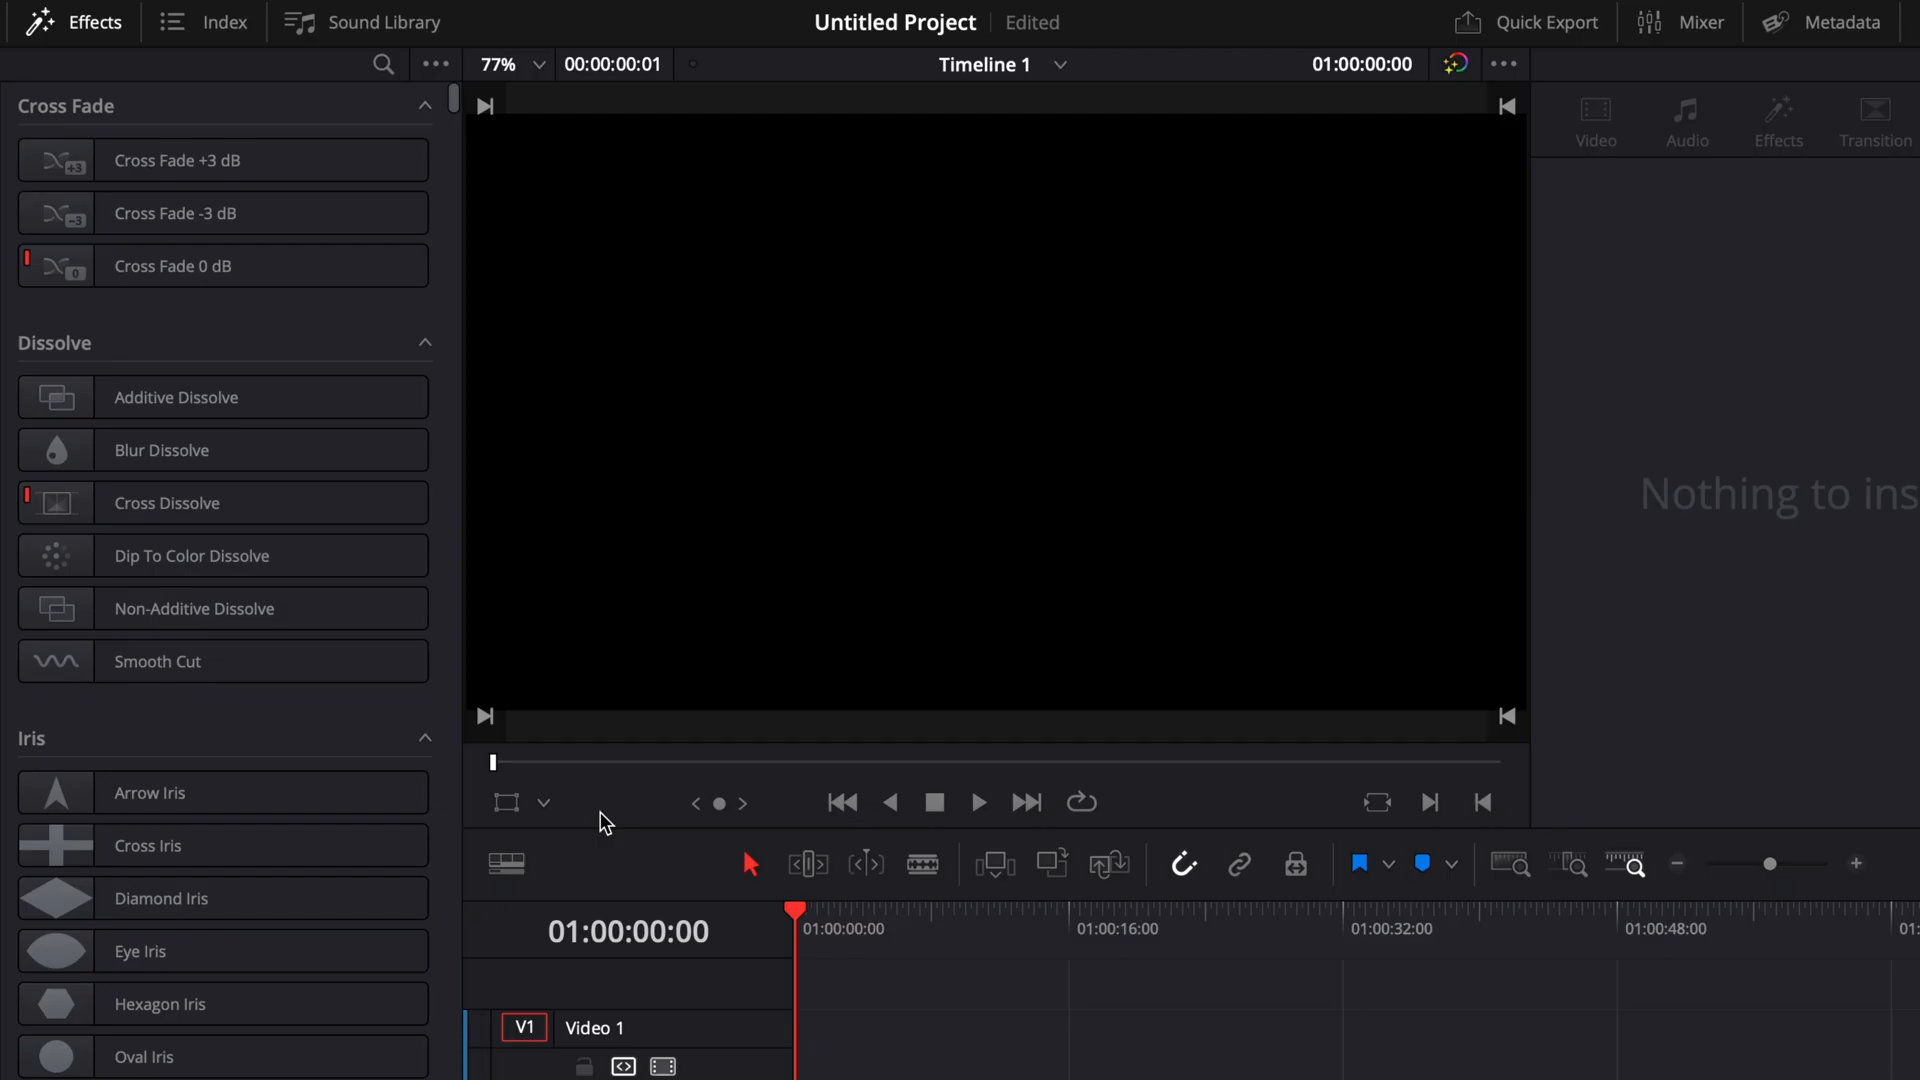 Effects
Index
Sound Library
Untitled Project
Edited
Quick Export
Mixer
Metadata
77%
00:00:00:01
Timeline 1
01:00:00:00
Cross Fade
+3
Cross Fade +3 dB
-3
Cross Fade -3 dB
0
Cross Fade 0 dB
Dissolve
Additive Dissolve
Blur Dissolve
Cross Dissolve
Dip To Color Dissolve
Non-Additive Dissolve
Smooth Cut
Iris
Arrow Iris
Cross Iris
Diamond Iris
Eye Iris
Hexagon Iris
Oval Iris
Video
Audio
Effects
Transition
Nothing to ins
01:00:00:00
01:00:00:00
01:00:16:00
01:00:32:00
01:00:48:00
01:
V1
Video 1